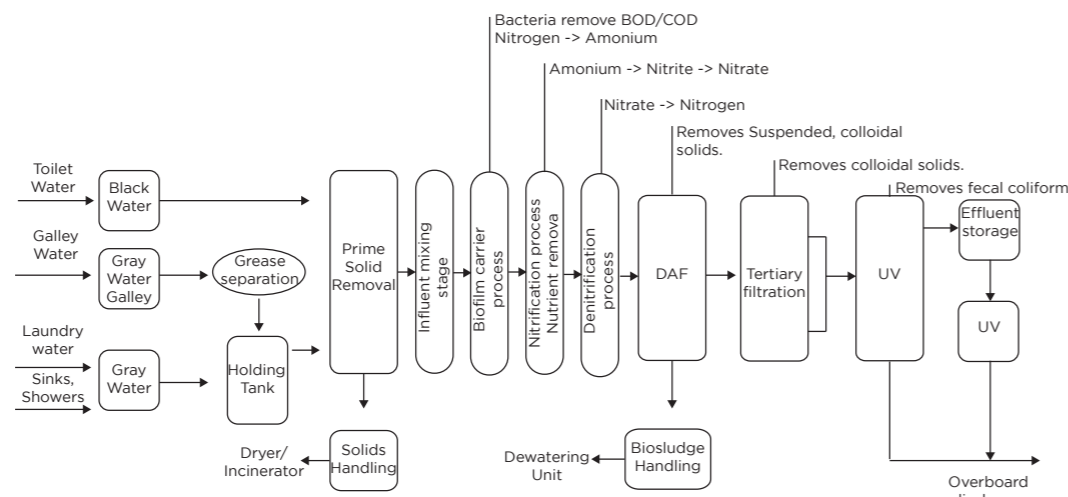 Bacteria remove BOD/COD
Nitrogen -> Amonium
Amonium -> Nitrite -> Nitrate
Nitrate -> Nitrogen
Removes Suspended, colloidal
solids.
Removes colloidal solids.
Removes fecal coliform
Toilet
Water
Black
Water
Galley
Water
Gray
Water
Galley
Grease
separation
Laundry
water
Sinks,
Showers
Gray
Water
Holding
Tank
Prime
Solid
Removal
Influent mixing
stage
Biofilm carrier
process
Nitrification process
Nutrient remova
Denitrification
process
DAF
Tertiary
filtration
UV
Effluent
storage
UV
Solids
Handling
Dryer/
Incinerator
Biosludge
Handling
Dewatering
Unit
Overboard